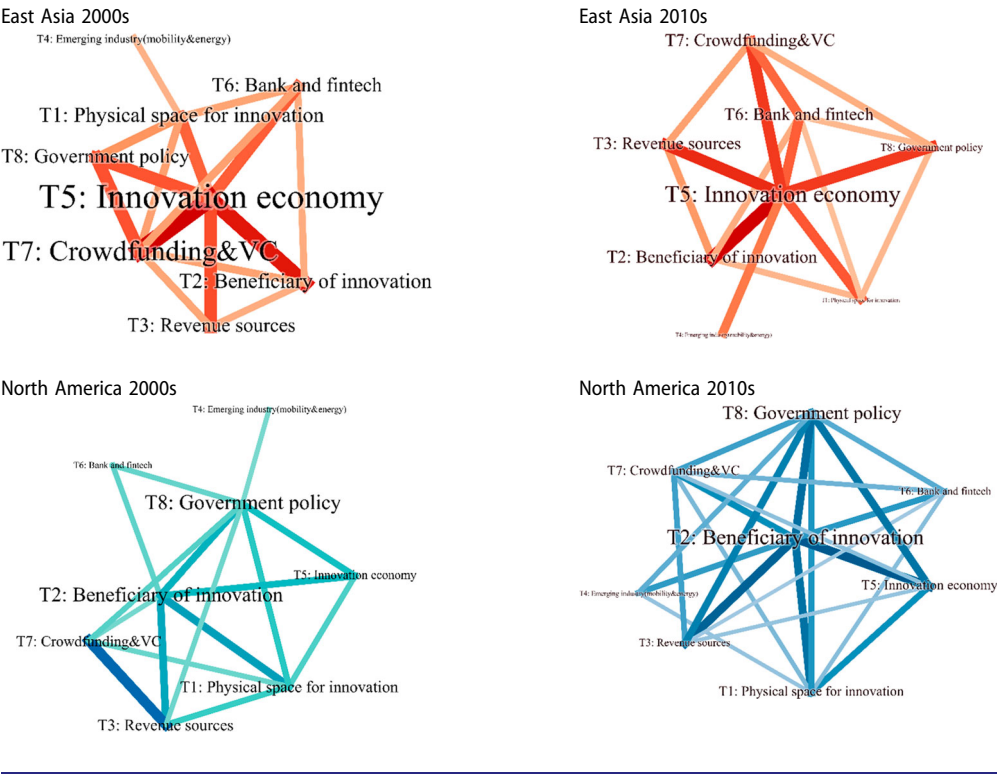 East Asia 2000s
T4: Emerging industry(mobility&energy)
T6: Bank and fintech
T1: Physical space for innovation
T8: Government policy
T5: Innovation economy
T7: Crowdfunding&VC
T2: Beneficiary of innovation
T3: Revenue sources
East Asia 2010s
T7: Crowdfunding&VC
T6: Bank and fintech
T3: Revenue sources
T8: Government policy
T5: Innovation economy
T2: Beneficiary of innovation
T1: Physical space for innovation
T4: Emerging industry(mobility&energy)
North America 2000s
T4: Emerging industry(mobility&energy)
T6: Bank and fintech
T8: Government policy
T5: Innovation economy
T2: Beneficiary of innovation
T7: Crowdfunding&VC
T1: Physical space for innovation
T3: Revenue sources
North America 2010s
T8: Government policy
T7: Crowdfunding&VC
T6: Bank and fintech
T2: Beneficiary of innovation
T5: Innovation economy
T4: Emerging industry(mobility&energy)
T3: Revenue sources
T1: Physical space for innovation